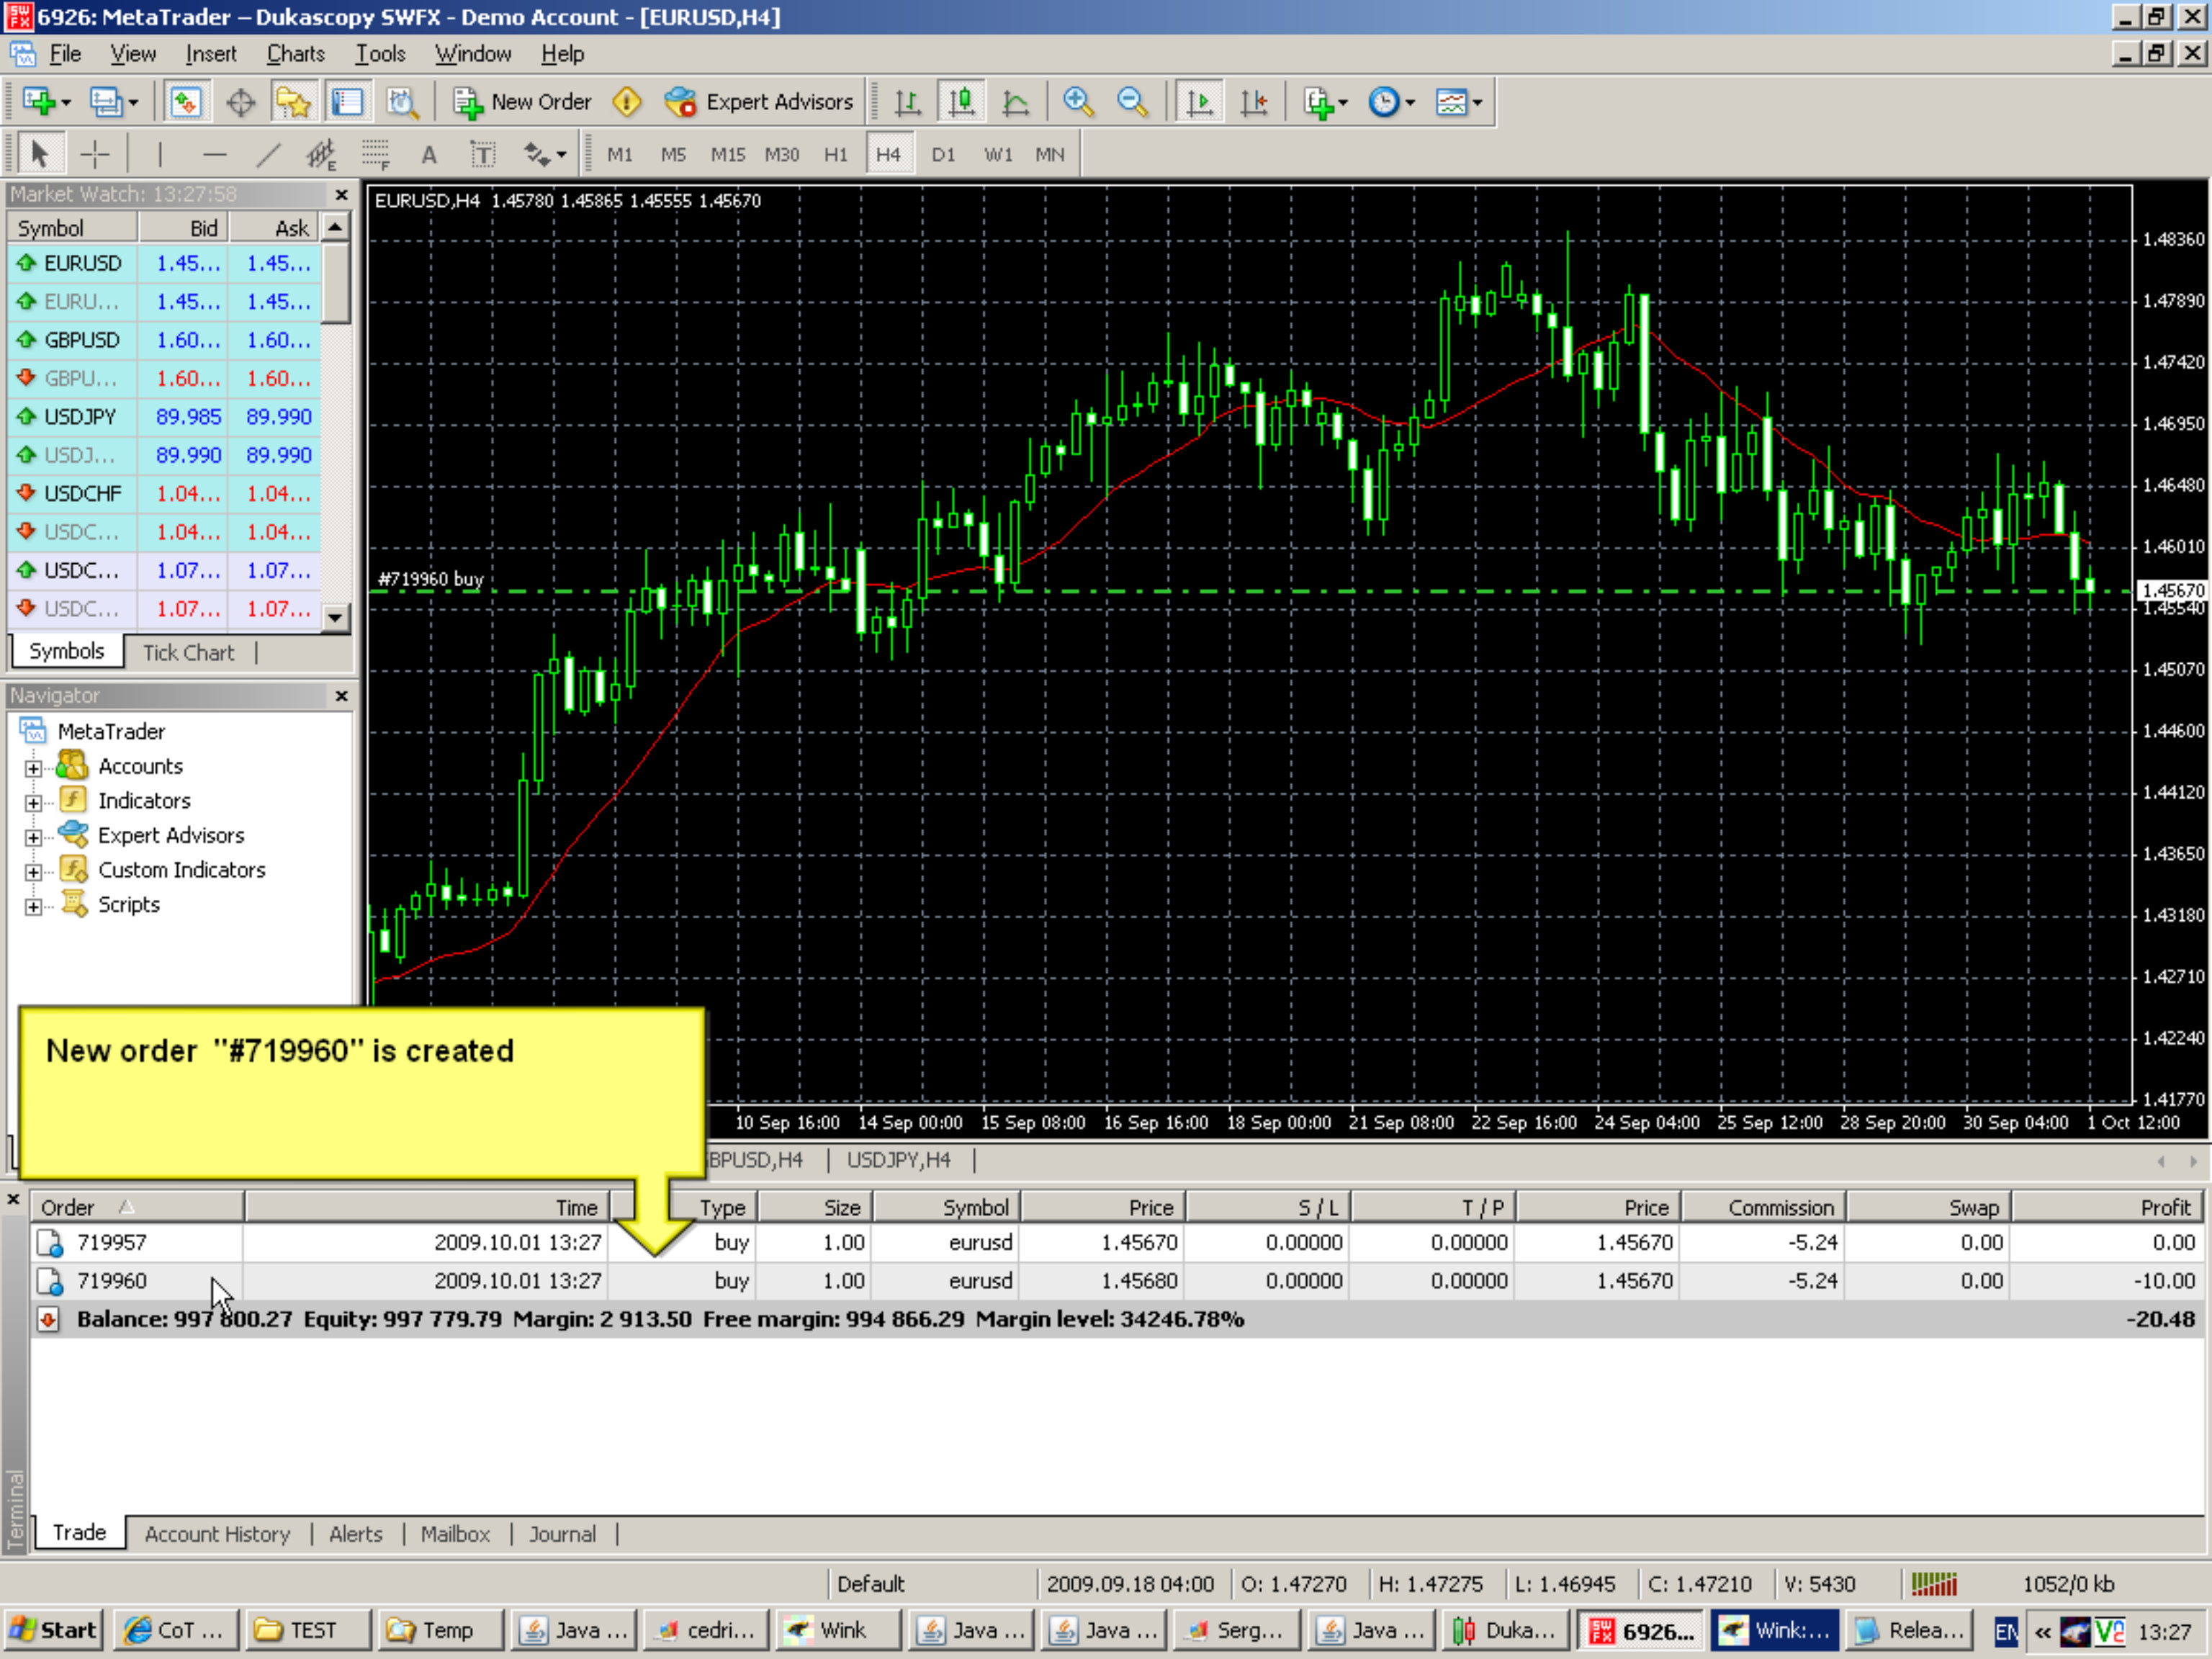 6926: MetaTrader – Dukascopy SWFX - Demo Account - [EURUSD,H4]
File View Insert Charts Tools Window Help
New Order Expert Advisors
E F A T M1 M5 M15 M30 H1 H4 D1 W1 MN
Market Watch: 13:27:58
Symbol Bid Ask
EURUSD 1.45... 1.45...
EURU... 1.45... 1.45...
GBPUSD 1.60... 1.60...
GBPU... 1.60... 1.60...
USDJPY 89.985 89.990
USDJ... 89.990 89.990
USDCHF 1.04... 1.04...
USDC... 1.04... 1.04...
USDC... 1.07... 1.07...
USDC... 1.07... 1.07...
Symbols Tick Chart
Navigator
MetaTrader
Accounts
Indicators
Expert Advisors
Custom Indicators
Scripts
EURUSD,H4 1.45780 1.45865 1.45555 1.45670
#719960 buy
1.48360
1.47890
1.47420
1.46950
1.46480
1.46010
1.45670
1.45540
1.45070
1.44600
1.44120
1.43650
1.43180
1.42710
1.42240
1.41770
10 Sep 16:00 14 Sep 00:00 15 Sep 08:00 16 Sep 16:00 18 Sep 00:00 21 Sep 08:00 22 Sep 16:00 24 Sep 04:00 25 Sep 12:00 28 Sep 20:00 30 Sep 04:00 1 Oct 12:00
New order "#719960" is created
BPUSD,H4 USDJPY,H4
Order Time Type Size Symbol Price S / L T / P Price Commission Swap Profit
719957 2009.10.01 13:27 buy 1.00 eurusd 1.45670 0.00000 0.00000 1.45670 -5.24 0.00 0.00
719960 2009.10.01 13:27 buy 1.00 eurusd 1.45680 0.00000 0.00000 1.45670 -5.24 0.00 -10.00
Balance: 997 800.27 Equity: 997 779.79 Margin: 2 913.50 Free margin: 994 866.29 Margin level: 34246.78% -20.48
Terminal
Trade Account History Alerts Mailbox Journal
Default 2009.09.18 04:00 O: 1.47270 H: 1.47275 L: 1.46945 C: 1.47210 V: 5430 1052/0 kb
Start CoT ... TEST Temp Java ... cedri... Wink Java ... Java ... Serg... Java ... Duka... 6926... Wink:... Relea... EN « 13:27